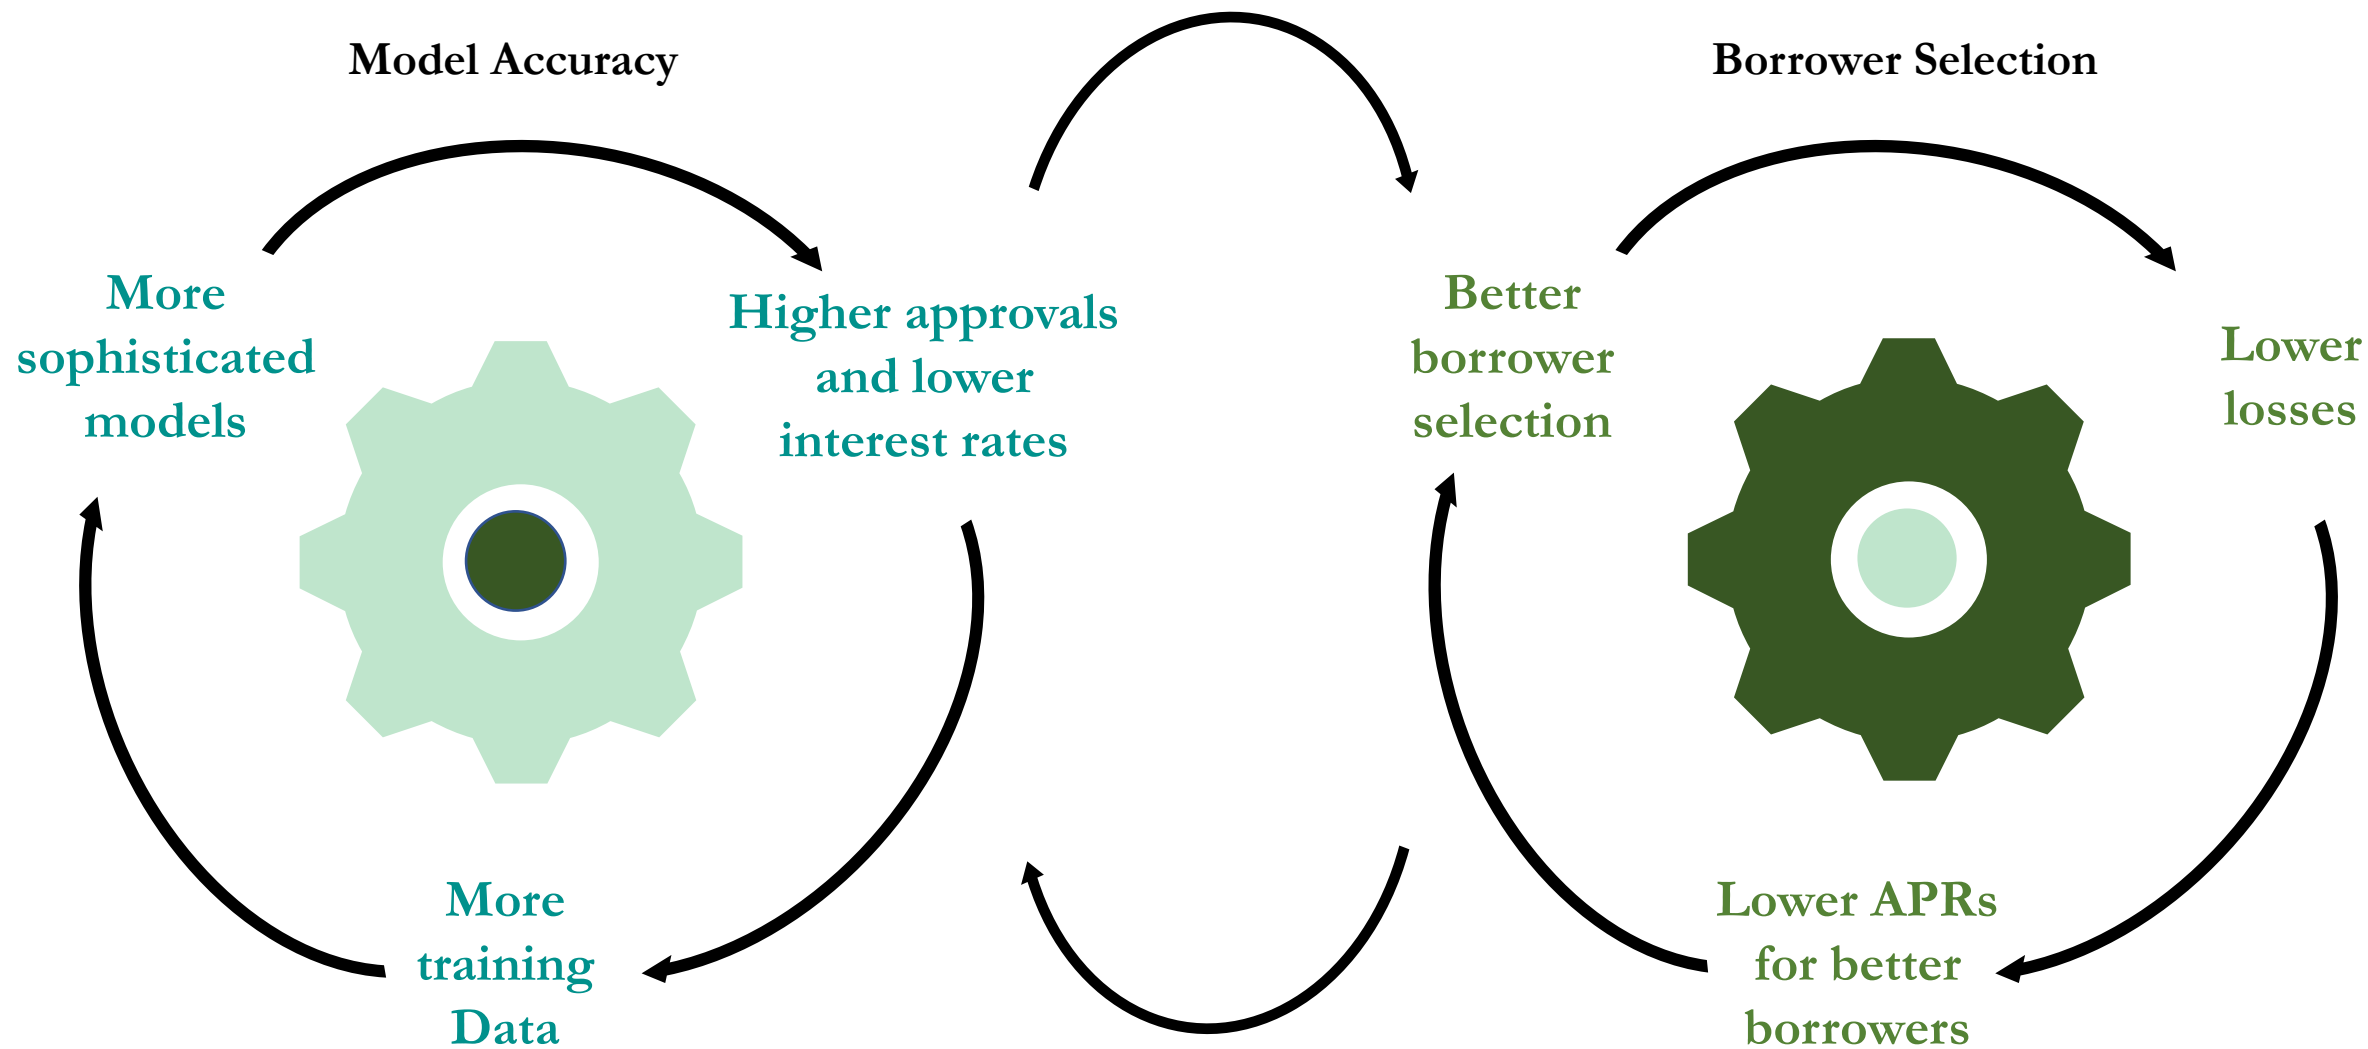 Model Accuracy
Borrower Selection
More
sophisticated
models
Higher approvals
and lower
interest rates
More
training
Data
Better
borrower
selection
Lower
losses
Lower APRs
for better
borrowers